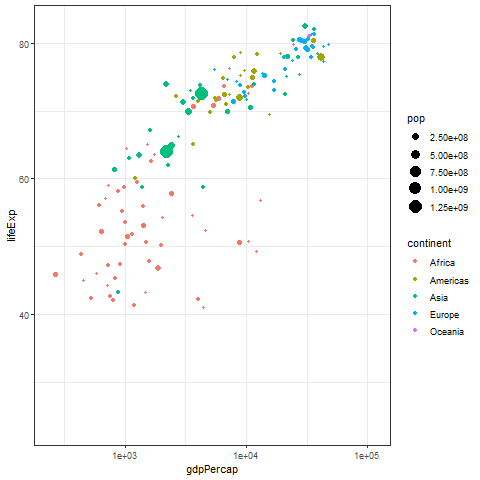 80
60
40
lifeExp
1e+03
1e+04
1e+05
gdpPercap
pop
2.50e+08
5.00e+08
7.50e+08
1.00e+09
1.25e+09
continent
Africa
Americas
Asia
Europe
Oceania